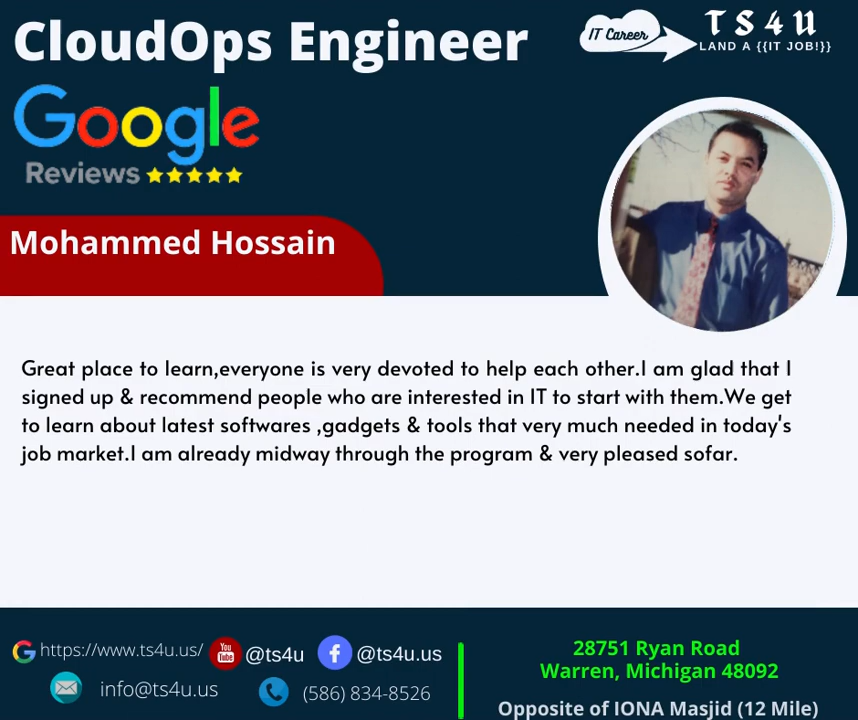 CloudOps Engineer
IT Career
TS4U
LAND A {{IT JOB!}}
Google
Reviews
Mohammed Hossain
Great place to learn,everyone is very devoted to help each other.I am glad that I
signed up & recommend people who are interested in IT to start with them.We get
to learn about latest softwares ,gadgets & tools that very much needed in today's
job market.I am already midway through the program & very pleased sofar.
https://www.ts4u.us/
You
Tube
@ts4u
@ts4u.us
info@ts4u.us
(586) 834-8526
28751 Ryan Road
Warren, Michigan 48092
Opposite of IONA Masjid (12 Mile)